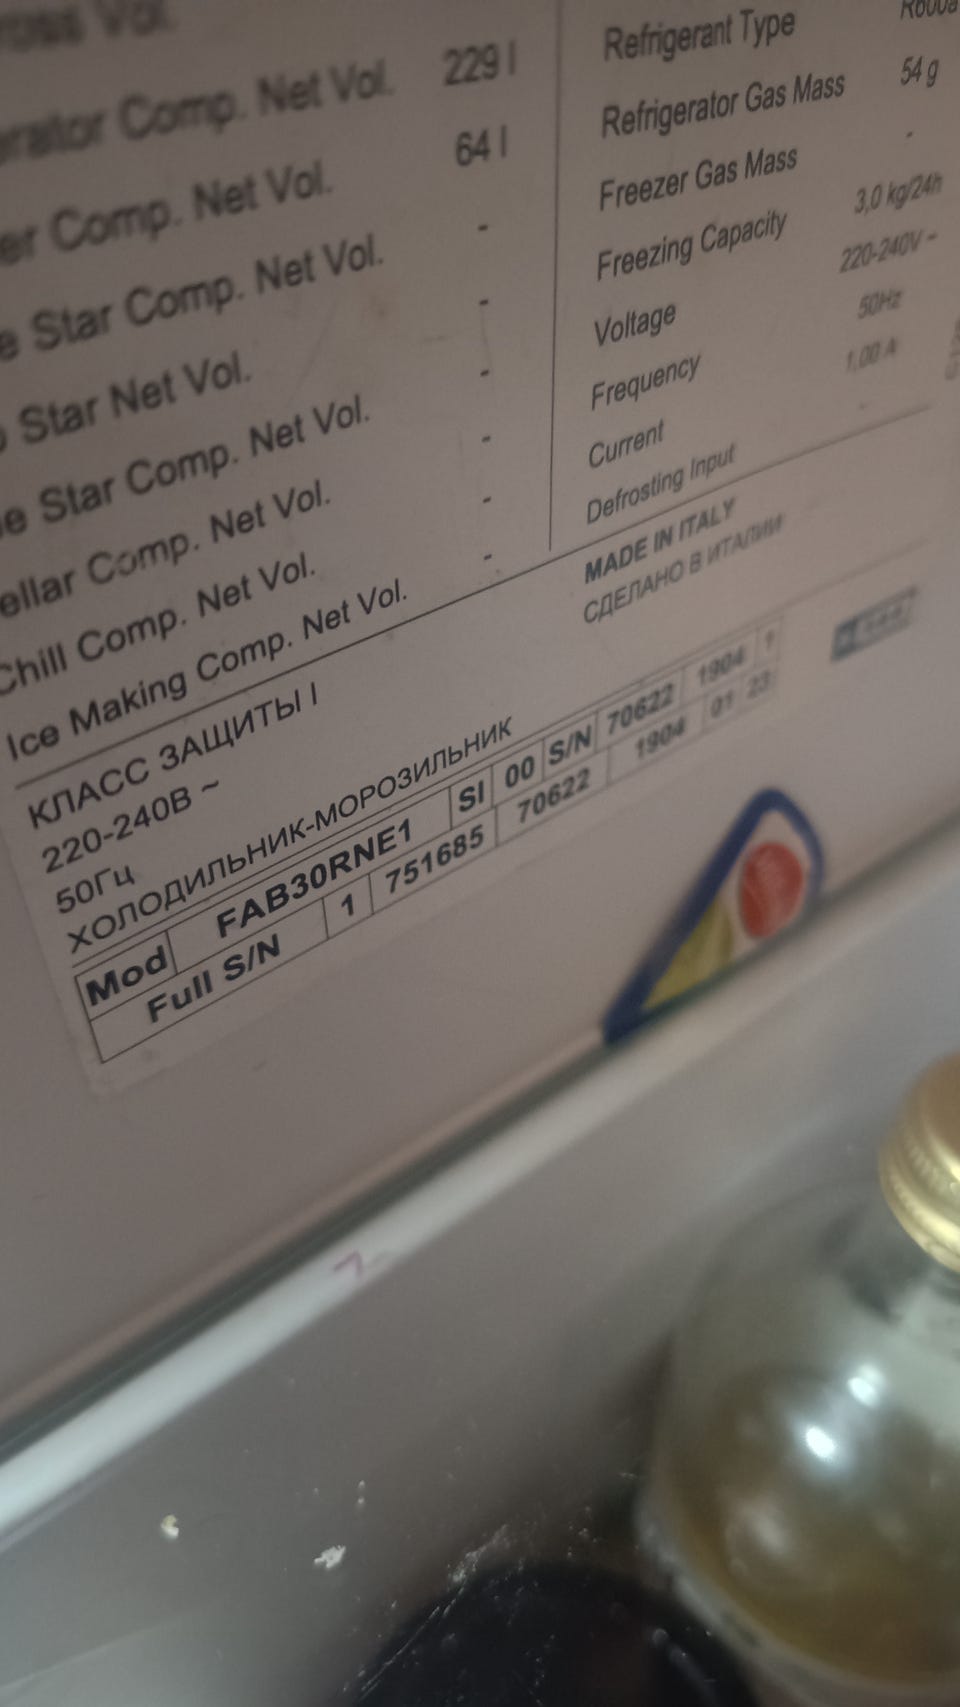 Comp. Net Vol. 229 l
Comp. Net Vol. 64 l
Star Comp. Net Vol. -
Star Net Vol. -
Star Comp. Net Vol. -
Comp. Net Vol. -
Chill Comp. Net Vol. -
Ice Making Comp. Net Vol. -
Refrigerant Type
Refrigerator Gas Mass 54 g
Freezer Gas Mass -
Freezing Capacity 3,0 kg/24h
Voltage 220-240V ~
Frequency 50Hz
Current 1,00 A
Defrosting Input -
MADE IN ITALY
СДЕЛАНО В ИТАЛИИ
КЛАСС ЗАЩИТЫ I
220-240В ~
50Гц
ХОЛОДИЛЬНИК-МОРОЗИЛЬНИК
Mod FAB30RNE1 SI 00 S/N 70622 1904
Full S/N 1 751685 70622 1904 01 23